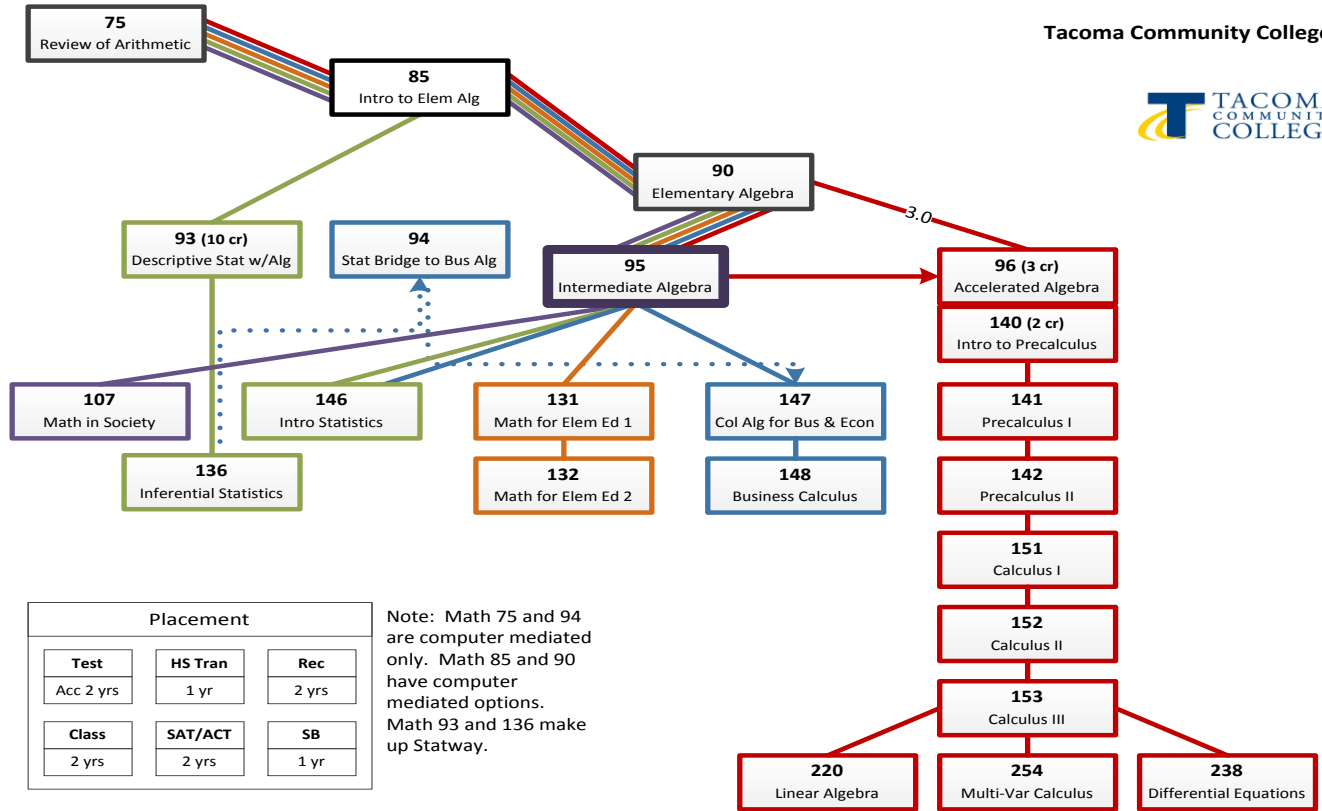 75
Review of Arithmetic
Tacoma Community College
85
Intro to Elem Alg
TACOMA
COMMUNITY
COLLEG
90
Elementary Algebra
3.0
93 (10 cr)
Descriptive Stat w/Alg
94
Stat Bridge to Bus Alg
95
Intermediate Algebra
96 (3 cr)
Accelerated Algebra
140 (2 cr)
Intro to Precalculus
107
Math in Society
146
Intro Statistics
131
Math for Elem Ed 1
147
Col Alg for Bus & Econ
141
Precalculus I
136
Inferential Statistics
132
Math for Elem Ed 2
148
Business Calculus
142
Precalculus II
151
Calculus I
152
Calculus II
153
Calculus III
220
Linear Algebra
254
Multi-Var Calculus
238
Differential Equations
Placement
Test
Acc 2 yrs
HS Tran
1 yr
Rec
2 yrs
Class
2 yrs
SAT/ACT
2 yrs
SB
1 yr
Note: Math 75 and 94
are computer mediated
only. Math 85 and 90
have computer
mediated options.
Math 93 and 136 make
up Statway.